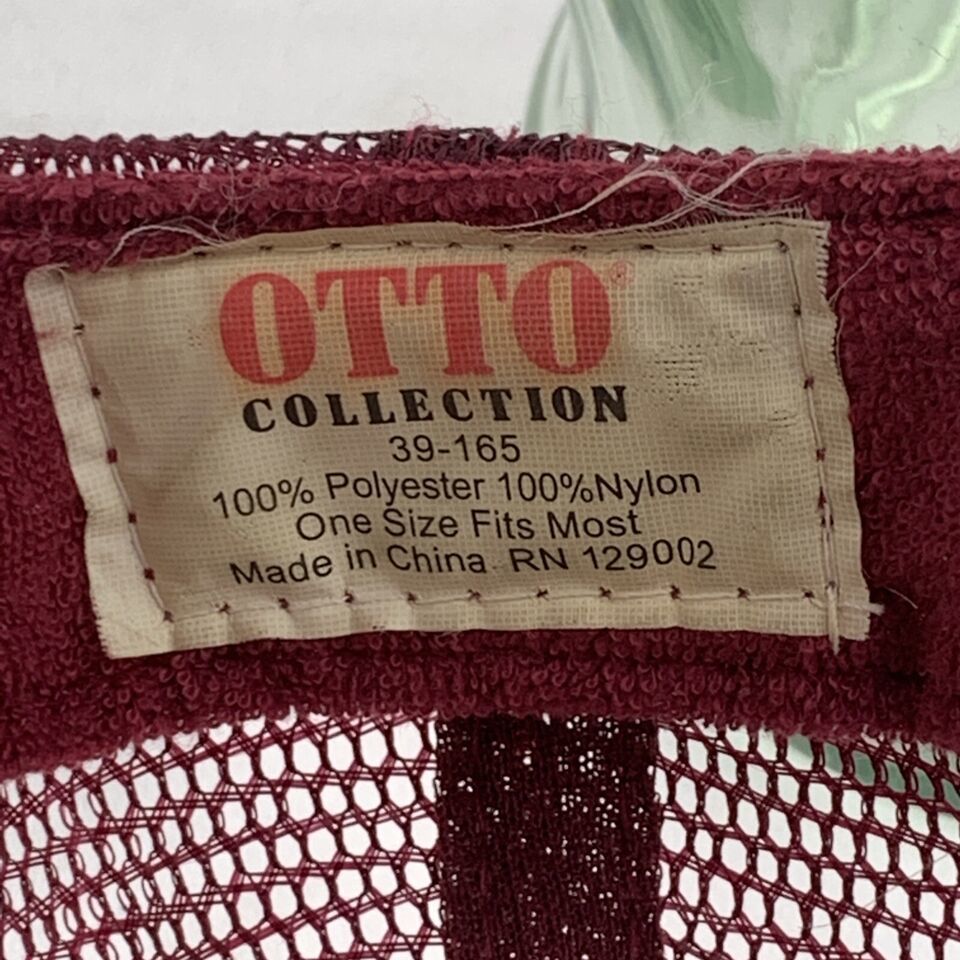 OTTO®
COLLECTION
39-165
100% Polyester 100%Nylon
One Size Fits Most
Made in China RN 129002